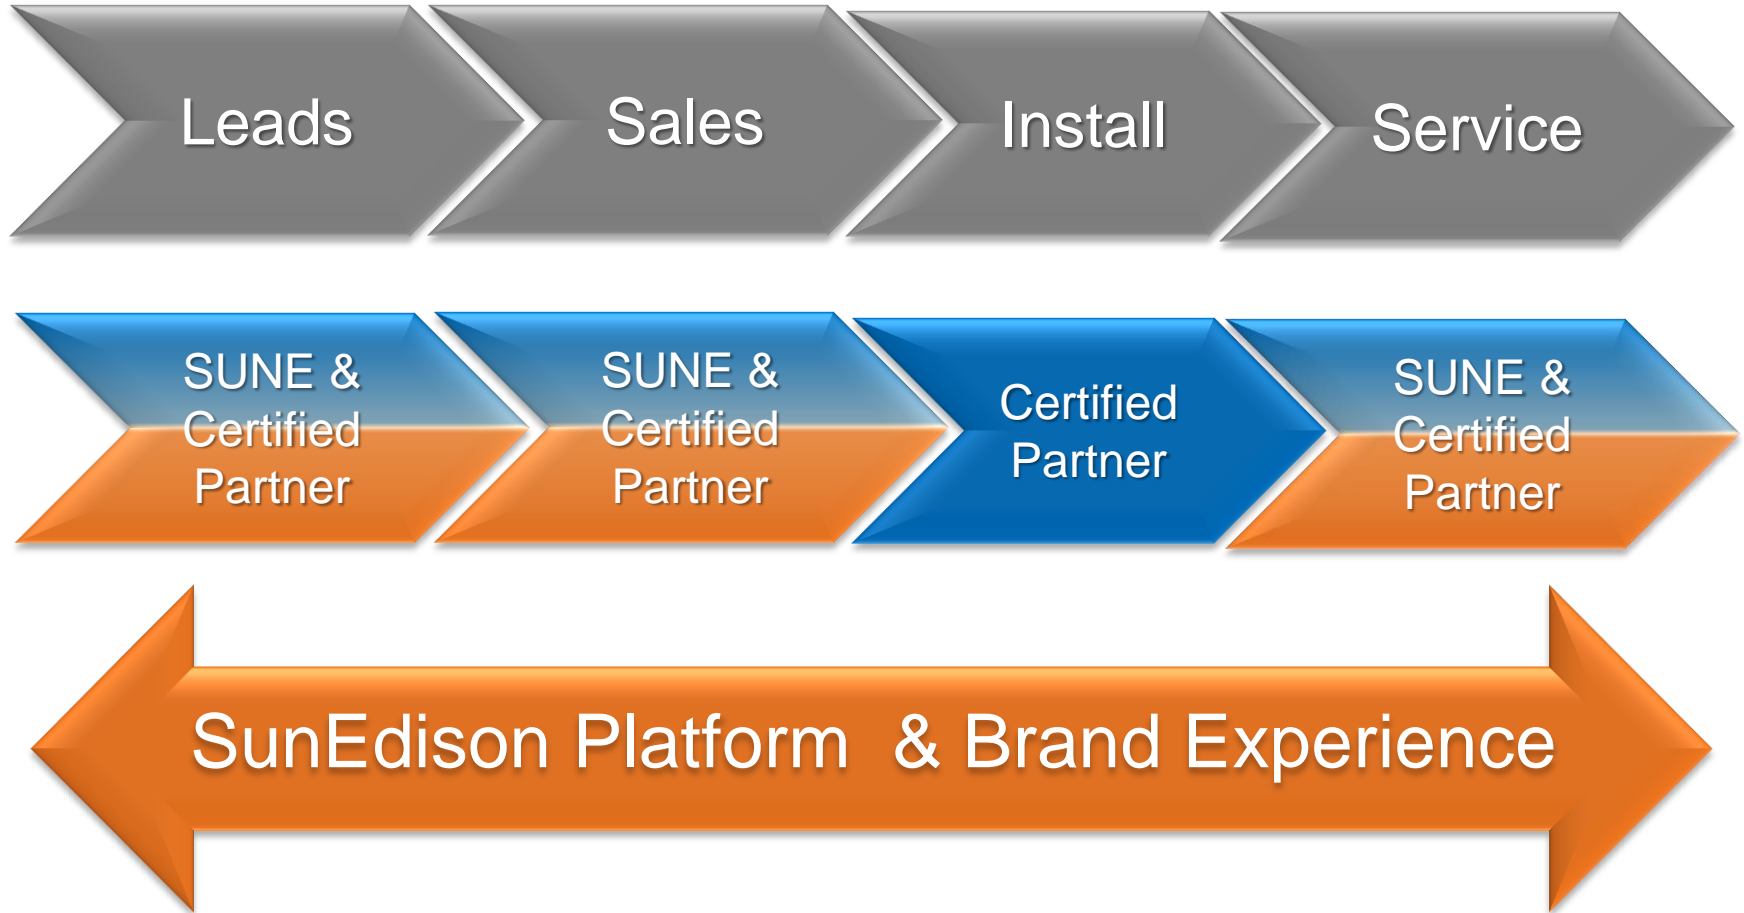 Leads
Sales
Install
Service
SUNE &
Certified
Partner
SUNE &
Certified
Partner
Certified
Partner
SUNE &
Certified
Partner
SunEdison Platform  & Brand Experience